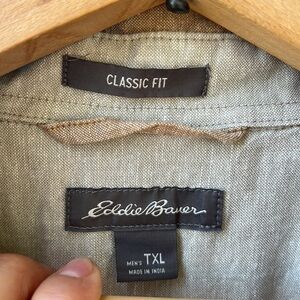 CLASSIC FIT
Eddie Bauer
MEN'S TXL
MADE IN INDIA